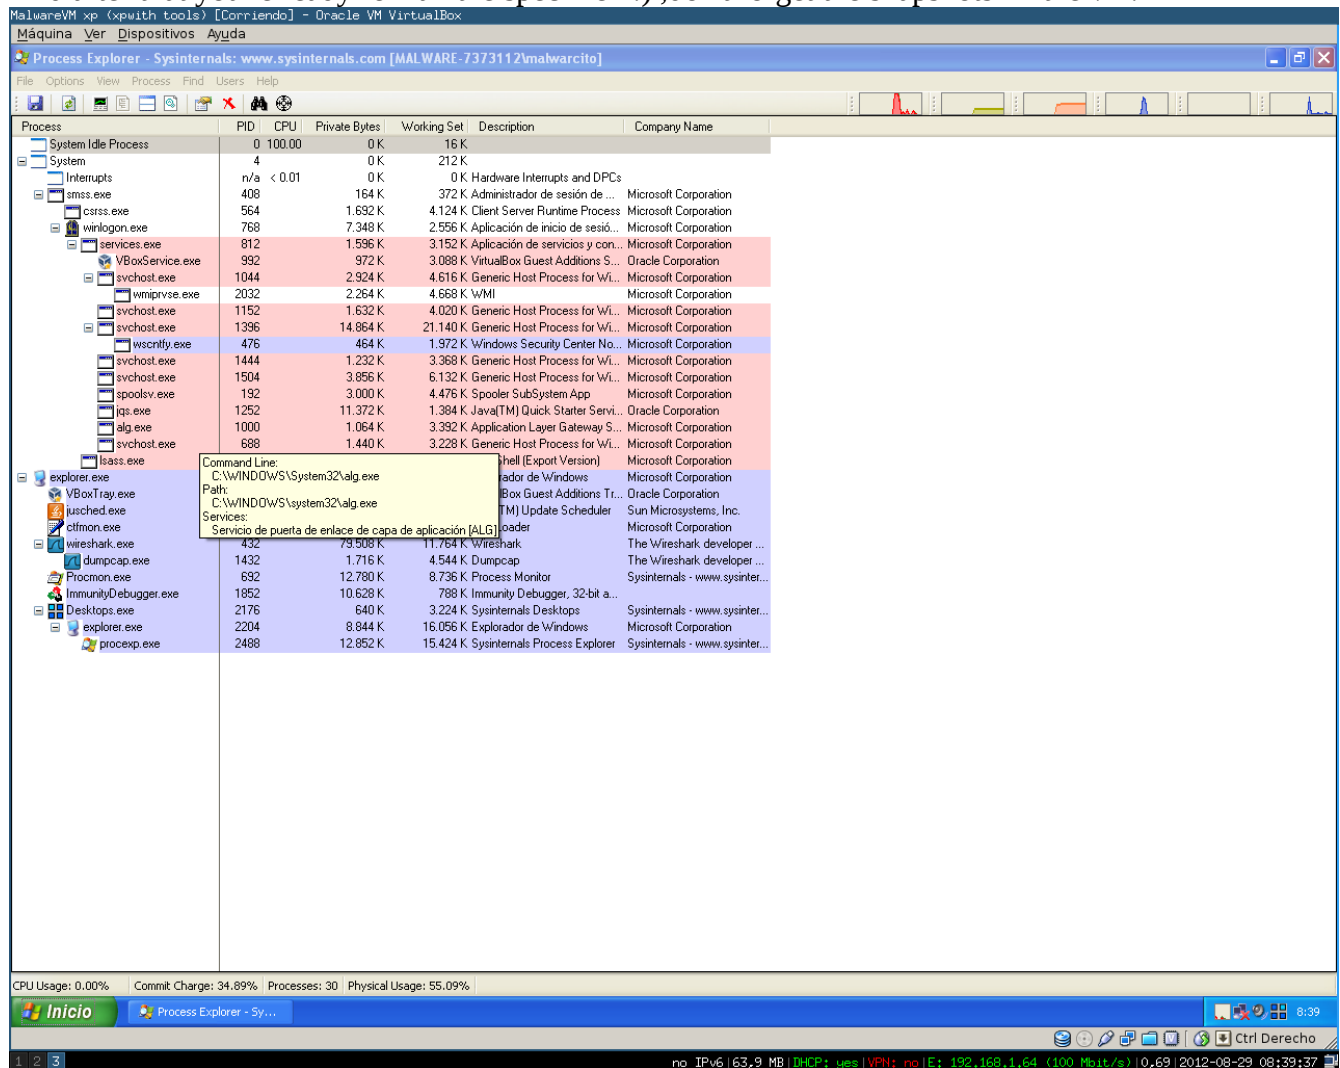 MalwareVM xp (xpwith tools) [Corriendo] - Oracle VM VirtualBox
Máquina Ver Dispositivos Ayuda
Process Explorer - Sysinternals: www.sysinternals.com [MALWARE-7373112\malwarcito]
File Options View Process Find Users Help
Process PID CPU Private Bytes Working Set Description Company Name
System Idle Process 0 100.00 0 K 16 K
System 4 0 K 212 K
Interrupts n/a < 0.01 0 K 0 K Hardware Interrupts and DPCs
smss.exe 408 164 K 372 K Administrador de sesión de ... Microsoft Corporation
csrss.exe 564 1.692 K 4.124 K Client Server Runtime Process Microsoft Corporation
winlogon.exe 768 7.348 K 2.556 K Aplicación de inicio de sesió... Microsoft Corporation
services.exe 812 1.596 K 3.152 K Aplicación de servicios y con... Microsoft Corporation
VBoxService.exe 992 972 K 3.088 K VirtualBox Guest Additions S... Oracle Corporation
svchost.exe 1044 2.924 K 4.616 K Generic Host Process for Wi... Microsoft Corporation
wmiprvse.exe 2032 2.264 K 4.668 K WMI Microsoft Corporation
svchost.exe 1152 1.632 K 4.020 K Generic Host Process for Wi... Microsoft Corporation
svchost.exe 1396 14.864 K 21.140 K Generic Host Process for Wi... Microsoft Corporation
wscntfy.exe 476 464 K 1.972 K Windows Security Center No... Microsoft Corporation
svchost.exe 1444 1.232 K 3.368 K Generic Host Process for Wi... Microsoft Corporation
svchost.exe 1504 3.856 K 6.132 K Generic Host Process for Wi... Microsoft Corporation
spoolsv.exe 192 3.000 K 4.476 K Spooler SubSystem App Microsoft Corporation
jqs.exe 1252 11.372 K 1.384 K Java(TM) Quick Starter Servi... Oracle Corporation
alg.exe 1000 1.064 K 3.392 K Application Layer Gateway S... Microsoft Corporation
svchost.exe 688 1.440 K 3.228 K Generic Host Process for Wi... Microsoft Corporation
lsass.exe hell (Export Version) Microsoft Corporation
explorer.exe rador de Windows Microsoft Corporation
VBoxTray.exe Box Guest Additions Tr... Oracle Corporation
jusched.exe TM) Update Scheduler Sun Microsystems, Inc.
ctfmon.exe oader Microsoft Corporation
Command Line:
C:\WINDOWS\System32\alg.exe
Path:
C:\WINDOWS\system32\alg.exe
Services:
Servicio de puerta de enlace de capa de aplicación [ALG]
wireshark.exe 432 79.508 K 11.764 K Wireshark The Wireshark developer ...
dumpcap.exe 1432 1.716 K 4.544 K Dumpcap The Wireshark developer ...
Procmon.exe 692 12.780 K 8.736 K Process Monitor Sysinternals - www.sysinter...
ImmunityDebugger.exe 1852 10.628 K 788 K Immunity Debugger, 32-bit a...
Desktops.exe 2176 640 K 3.224 K Sysinternals Desktops Sysinternals - www.sysinter...
explorer.exe 2204 8.844 K 16.056 K Explorador de Windows Microsoft Corporation
procexp.exe 2488 12.852 K 15.424 K Sysinternals Process Explorer Sysinternals - www.sysinter...
CPU Usage: 0.00% Commit Charge: 34.89% Processes: 30 Physical Usage: 55.09%
Inicio Process Explorer - Sy... 8:39
Ctrl Derecho
1 2 3 no IPv6|63,9 MB|DHCP: yes|VPN: no|E: 192.168.1.64 (100 Mbit/s)|0,69|2012-08-29 08:39:37